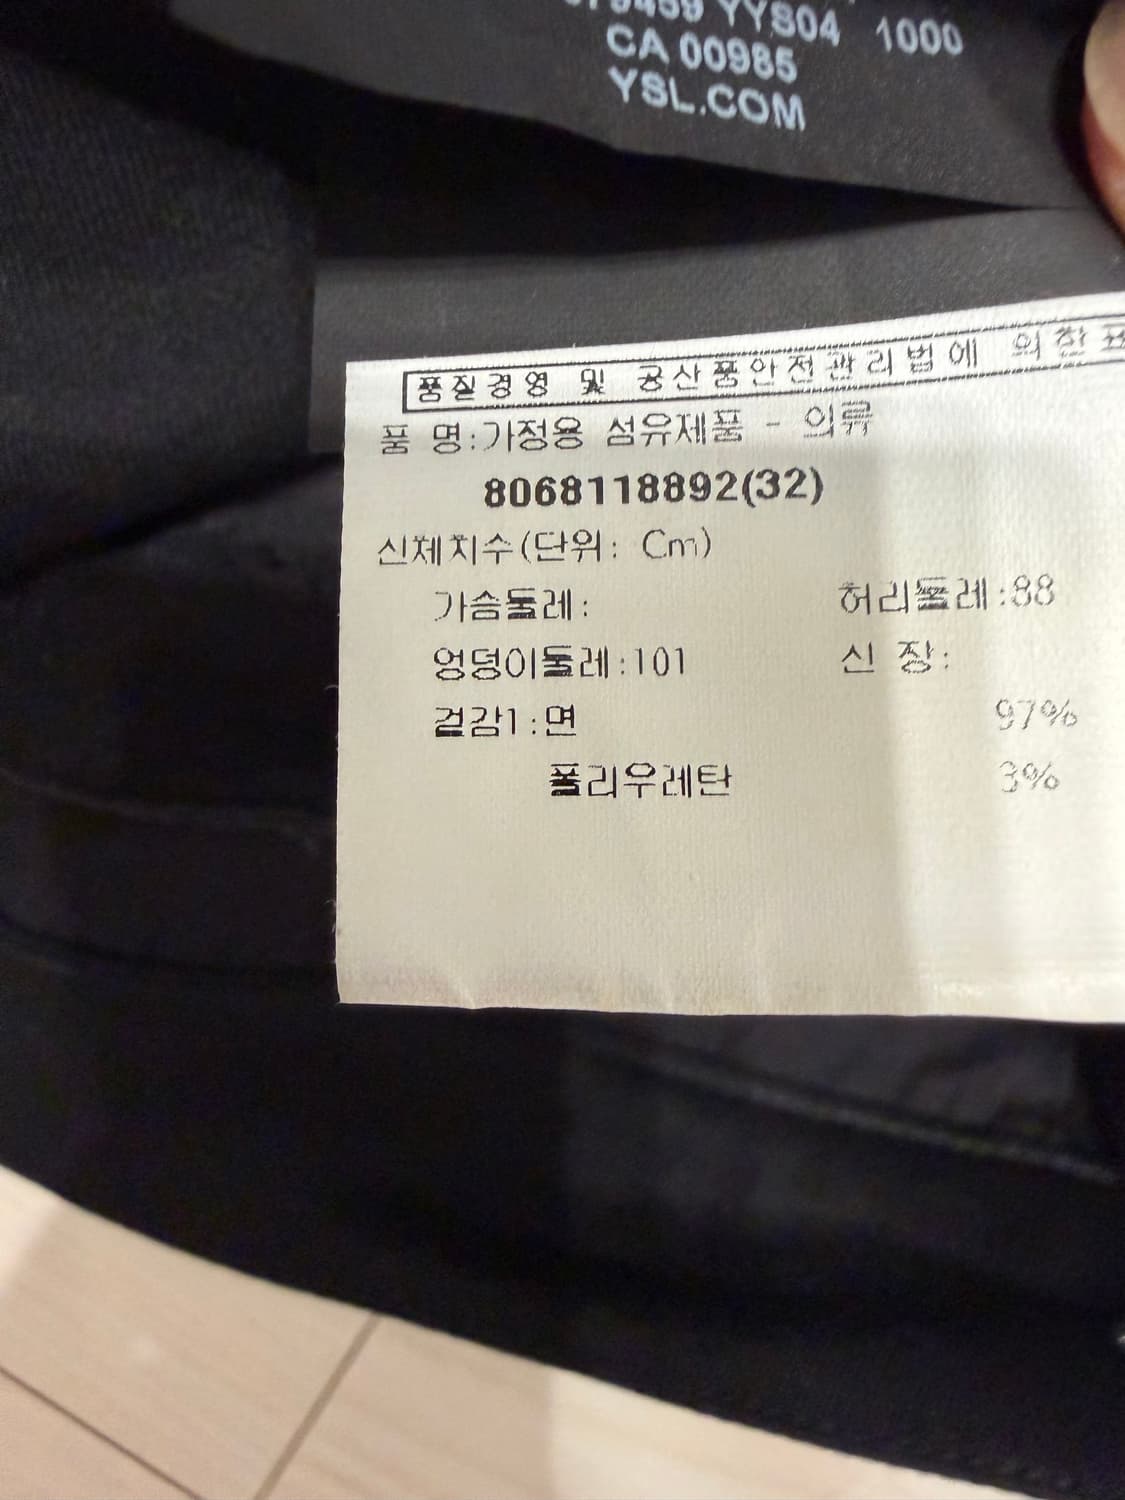 YYS04 1000
CA 00985
YSL.COM
품질경영 및 공산품안전관리법에 의한
품 명:가정용 섬유제품 - 의류
8068118892(32)
신체치수(단위: Cm)
가슴둘레: 허리둘레:88
엉덩이둘레:101 신 장:
겉감1:면 97%
폴리우레탄 3%